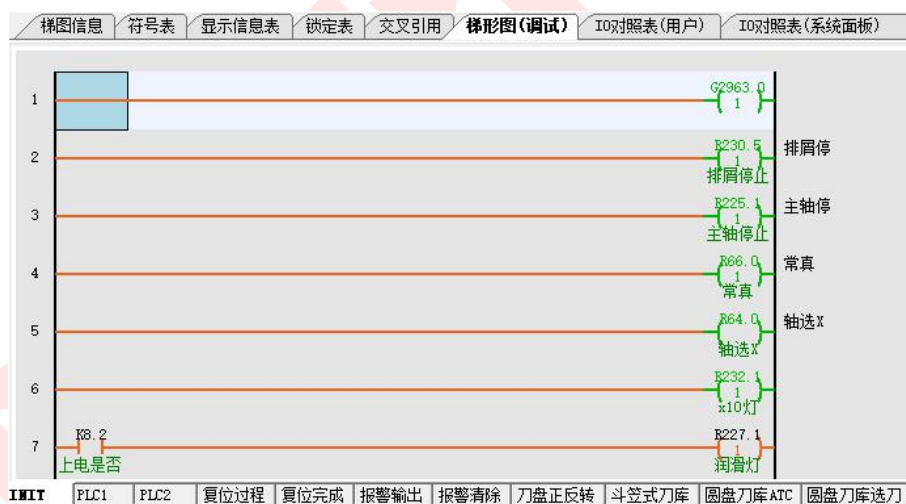 梯图信息 符号表 显示信息表 锁定表 交叉引用 梯形图(调试) IO对照表(用户) IO对照表(系统面板)
1 G2963.0
1
2 R230.5 排屑停
1
排屑停止
3 R225.1 主轴停
1
主轴停止
4 R66.0 常真
1
常真
5 R64.0 轴选X
1
轴选X
6 R232.1
1
x10灯
7 K8.2 R227.1
1
上电是否 润滑灯
INIT PLC1 PLC2 复位过程 复位完成 报警输出 报警清除 刀盘正反转 斗笠式刀库 圆盘刀库ATC 圆盘刀库选刀